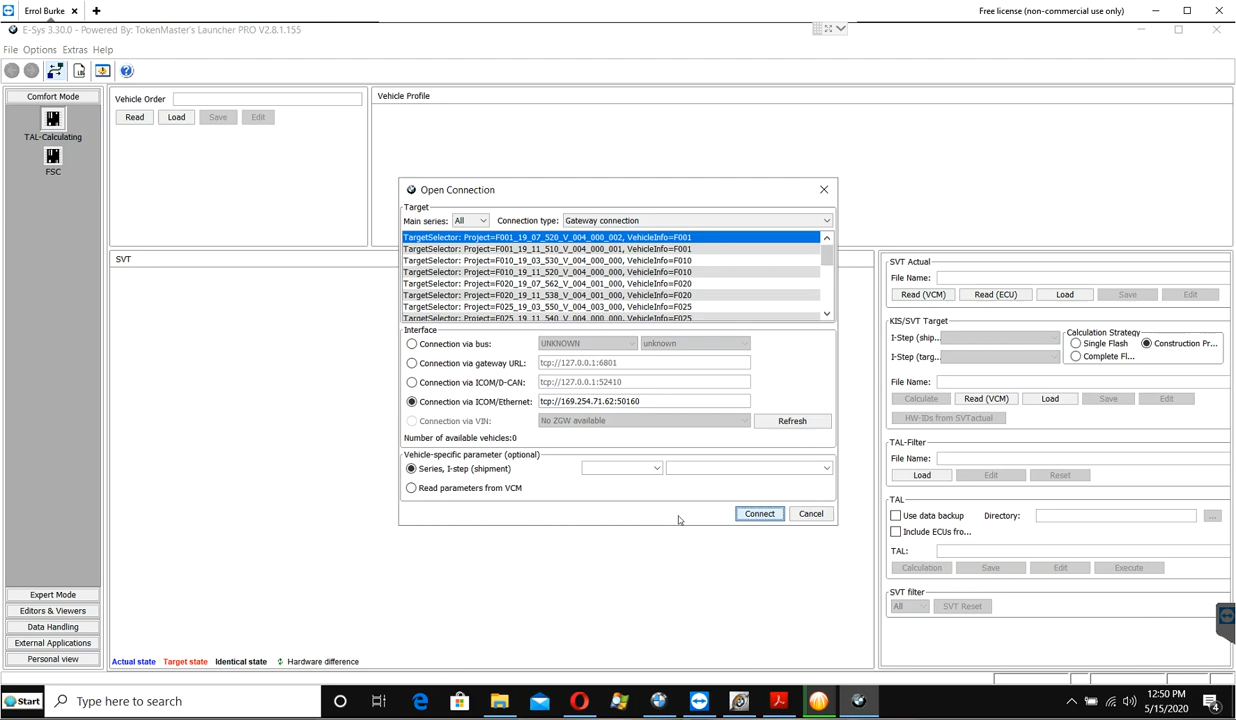 Errol Burke
Free license (non-commercial use only)
E-Sys 3.30.0 - Powered By: TokenMaster's Launcher PRO V2.8.1.155
File Options Extras Help
Comfort Mode
TAL-Calculating
FSC
Expert Mode
Editors & Viewers
Data Handling
External Applications
Personal view
Vehicle Order
Read Load Save Edit
Vehicle Profile
SVT
Open Connection
Target
Main series: All Connection type: Gateway connection
TargetSelector: Project=F001_19_07_520_V_004_000_002, VehicleInfo=F001
TargetSelector: Project=F001_19_11_510_V_004_000_001, VehicleInfo=F001
TargetSelector: Project=F010_19_03_530_V_004_000_000, VehicleInfo=F010
TargetSelector: Project=F010_19_11_520_V_004_000_000, VehicleInfo=F010
TargetSelector: Project=F020_19_07_562_V_004_001_000, VehicleInfo=F020
TargetSelector: Project=F020_19_11_538_V_004_001_000, VehicleInfo=F020
TargetSelector: Project=F025_19_03_550_V_004_003_000, VehicleInfo=F025
TargetSelector: Project=F025_19_11_540_V_004_000_000, VehicleInfo=F025
Interface
Connection via bus: UNKNOWN unknown
Connection via gateway URL: tcp://127.0.0.1:6801
Connection via ICOM/D-CAN: tcp://127.0.0.1:52410
Connection via ICOM/Ethernet: tcp://169.254.71.62:50160
Connection via VIN: No ZGW available Refresh
Number of available vehicles:0
Vehicle-specific parameter (optional)
Series, I-step (shipment)
Read parameters from VCM
Connect Cancel
SVT Actual
File Name:
Read (VCM) Read (ECU) Load Save Edit
KIS/SVT Target
I-Step (ship...
I-Step (targ...
Calculation Strategy
Single Flash Construction Pr...
Complete Fl...
File Name:
Calculate Read (VCM) Load Save Edit
HW-IDs from SVTactual
TAL-Filter
File Name:
Load Edit Reset
TAL
Use data backup Directory: ...
Include ECUs fro...
TAL:
Calculation Save Edit Execute
SVT filter
All SVT Reset
Actual state Target state Identical state Hardware difference
Start Type here to search
12:50 PM
5/15/2020
4